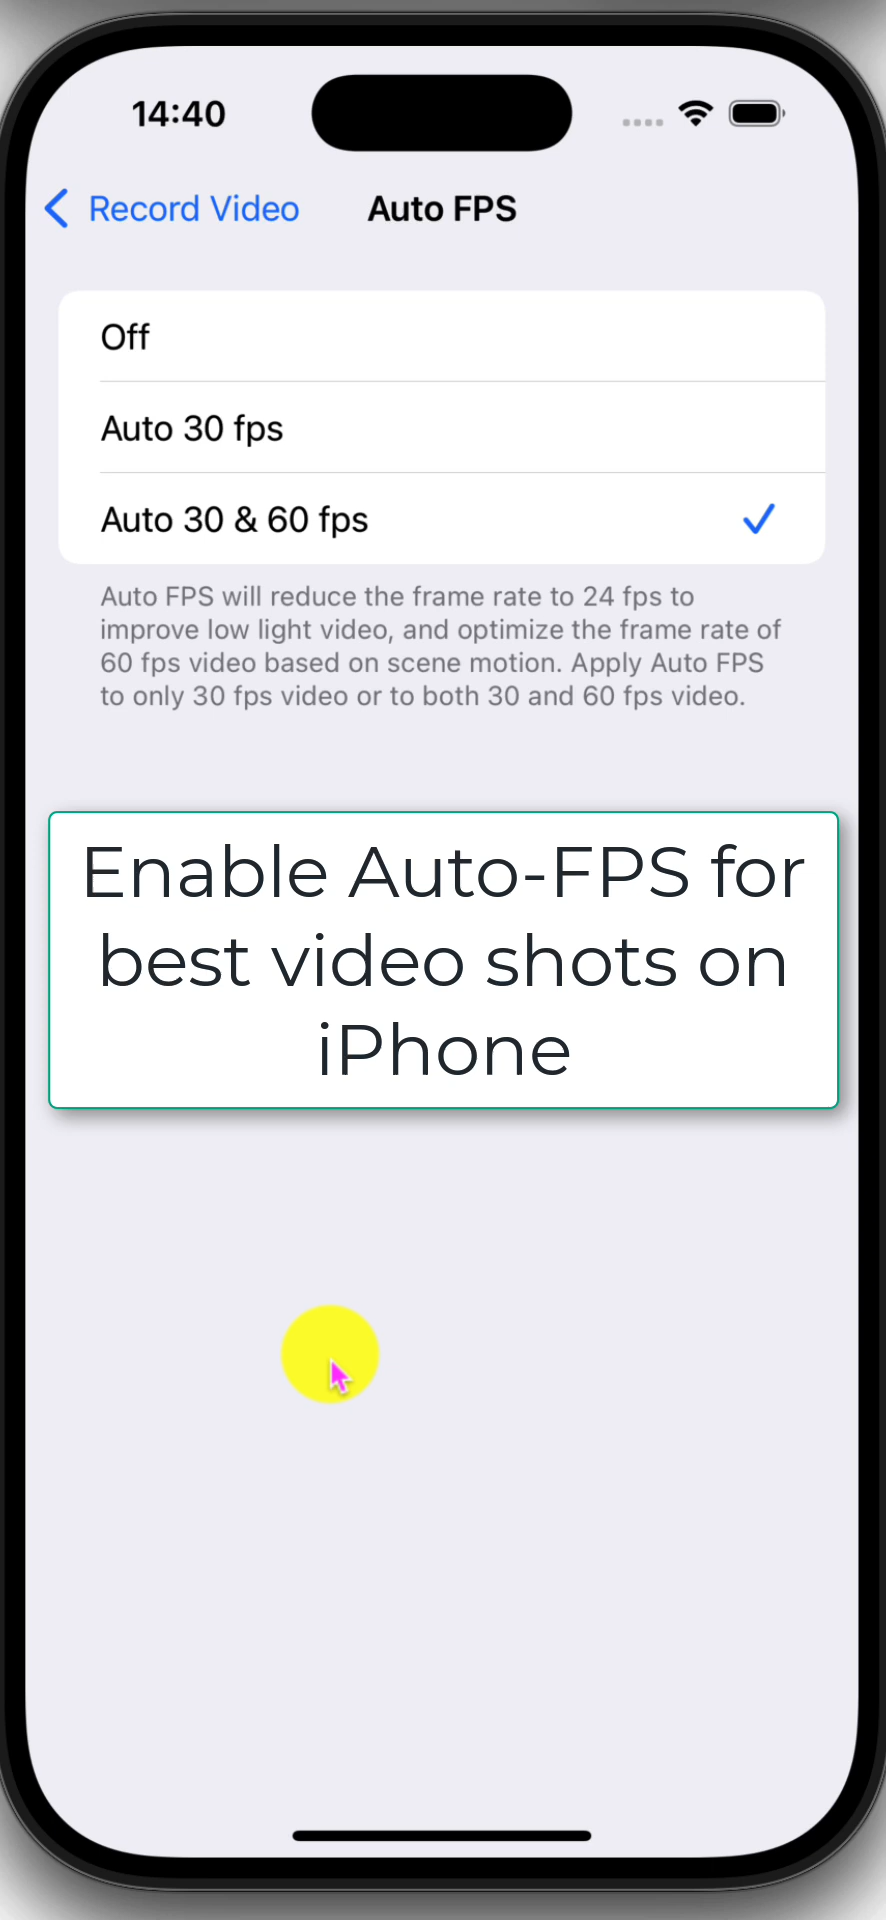 14:40
Record Video
Auto FPS
Off
Auto 30 fps
Auto 30 & 60 fps
Auto FPS will reduce the frame rate to 24 fps to
improve low light video, and optimize the frame rate of
60 fps video based on scene motion. Apply Auto FPS
to only 30 fps video or to both 30 and 60 fps video.
Enable Auto-FPS for
best video shots on
iPhone